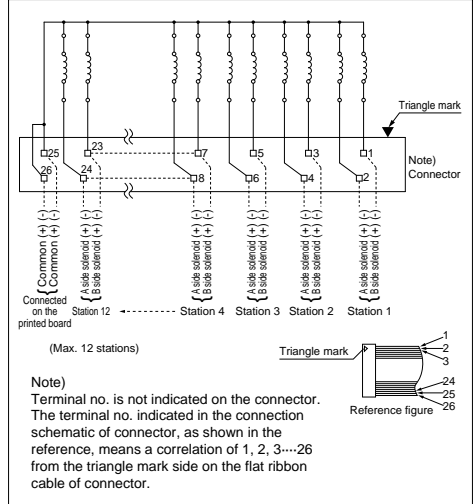 Triangle mark
Note)
Connector
25
23
7
5
3
1
26
24
8
6
4
2
Common (+) (-)
Common (+) (-)
A side solenoid (+) (-)
B side solenoid (+) (-)
A side solenoid (+) (-)
B side solenoid (+) (-)
A side solenoid (+) (-)
B side solenoid (+) (-)
A side solenoid (+) (-)
B side solenoid (+) (-)
A side solenoid (+) (-)
B side solenoid (+) (-)
Connected
on the
printed board
Station 12
Station 4
Station 3
Station 2
Station 1
(Max. 12 stations)
Triangle mark
1
2
3
24
25
26
Reference figure
Note)
Terminal no. is not indicated on the connector.
The terminal no. indicated in the connection
schematic of connector, as shown in the
reference, means a correlation of 1, 2, 3····26
from the triangle mark side on the flat ribbon
cable of connector.